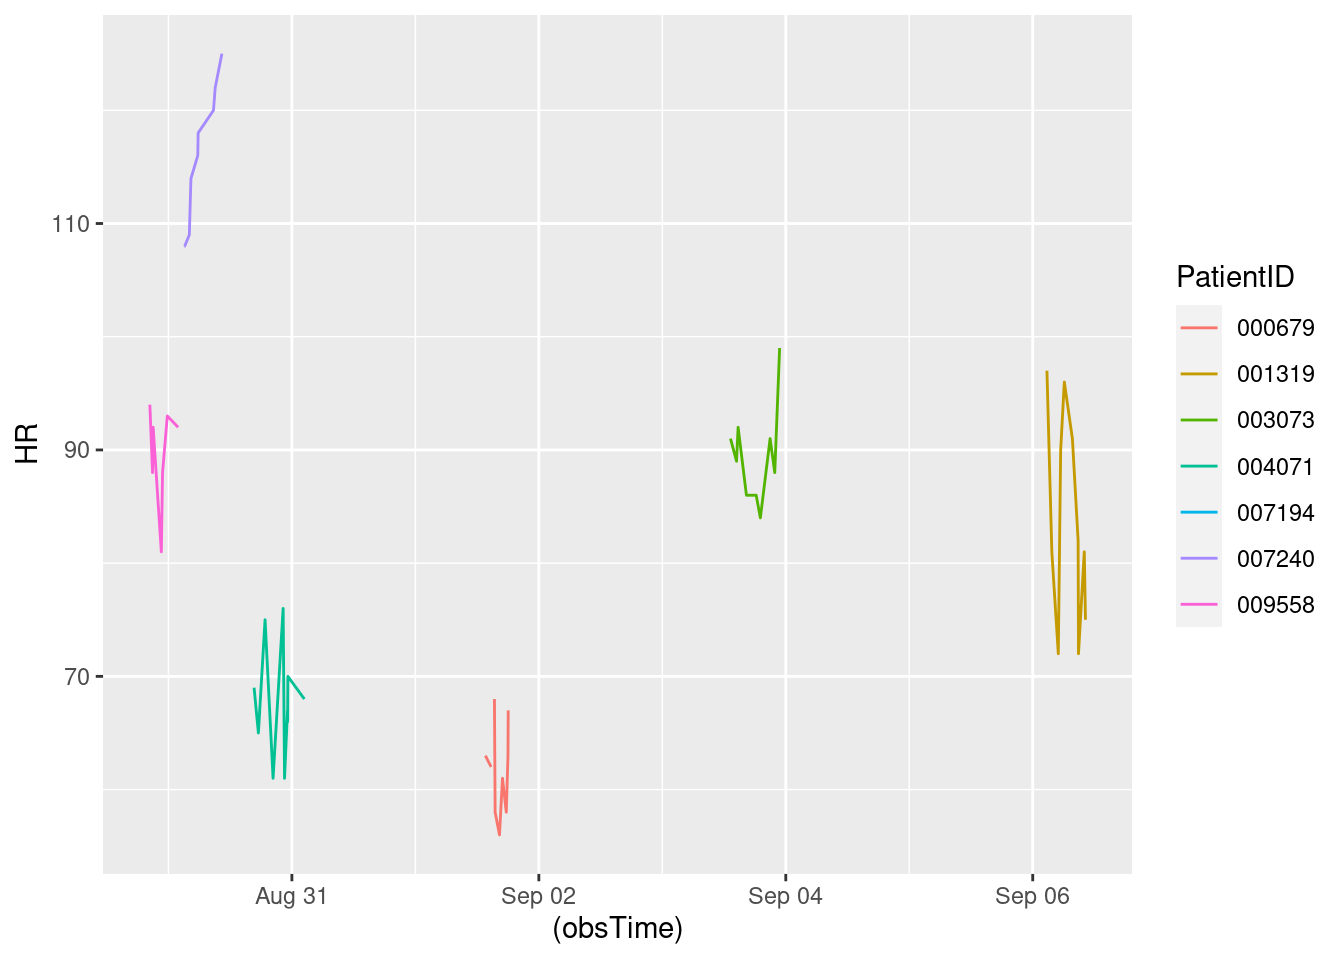 HR
110
90
70
Aug 31
Sep 02
Sep 04
Sep 06
(obsTime)
PatientID
000679
001319
003073
004071
007194
007240
009558